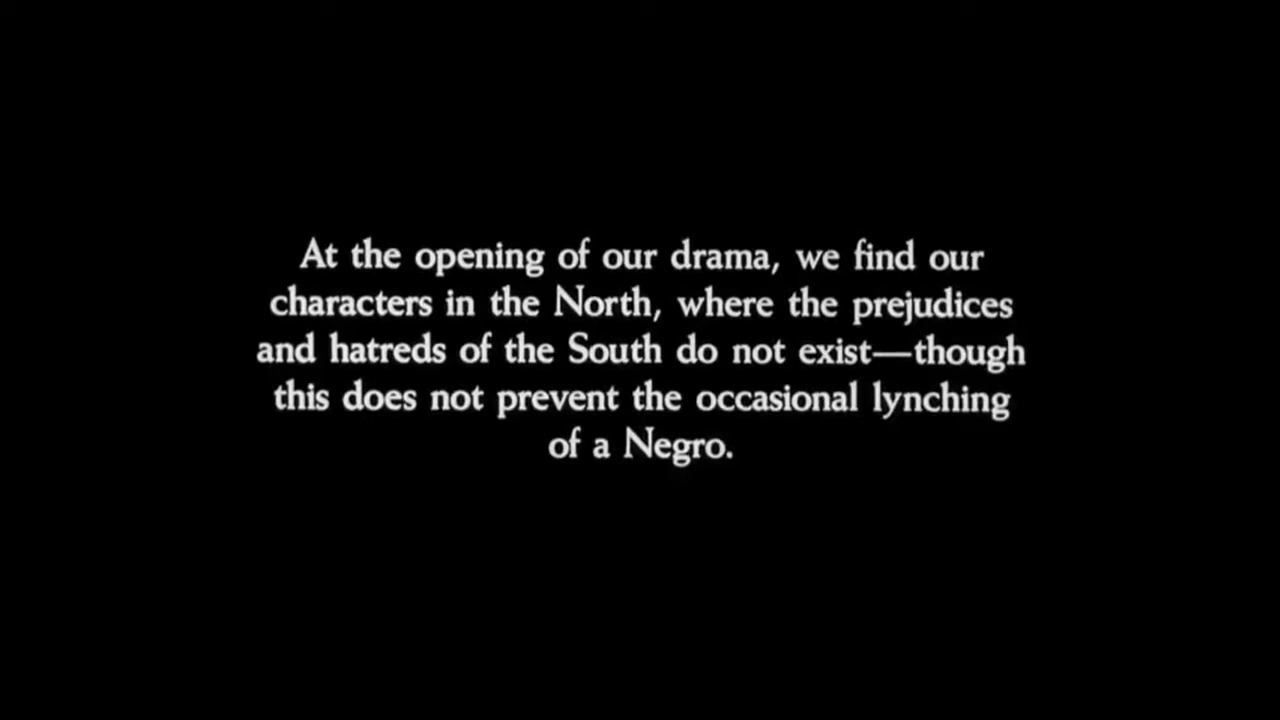 At the opening of our drama, we find our
characters in the North, where the prejudices
and hatreds of the South do not exist—though
this does not prevent the occasional lynching
of a Negro.